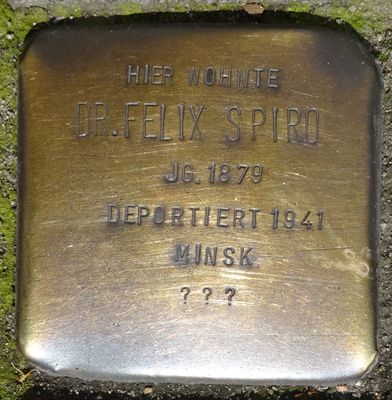 HIER WOHNTE
DR. FELIX SPIRO
JG. 1879
DEPORTIERT 1941
MINSK
? ? ?